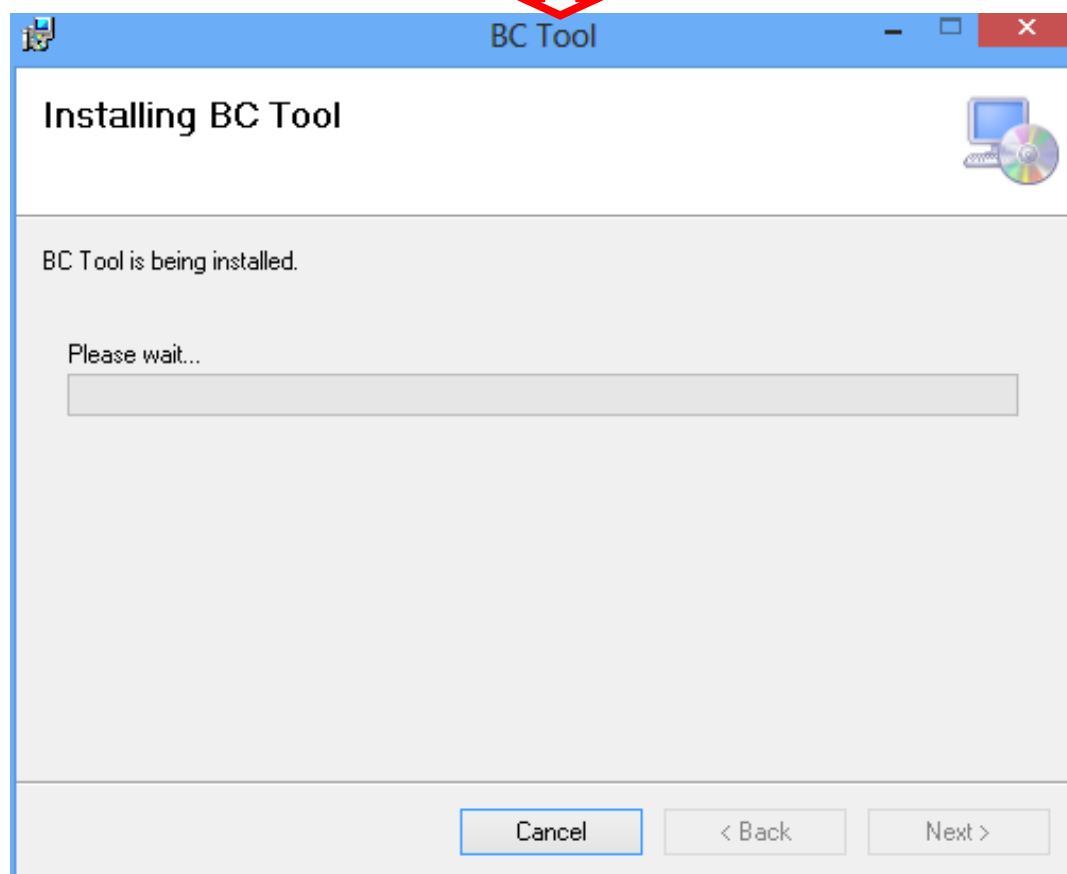 BC Tool
Installing BC Tool
BC Tool is being installed.
Please wait...
Cancel
< Back
Next >